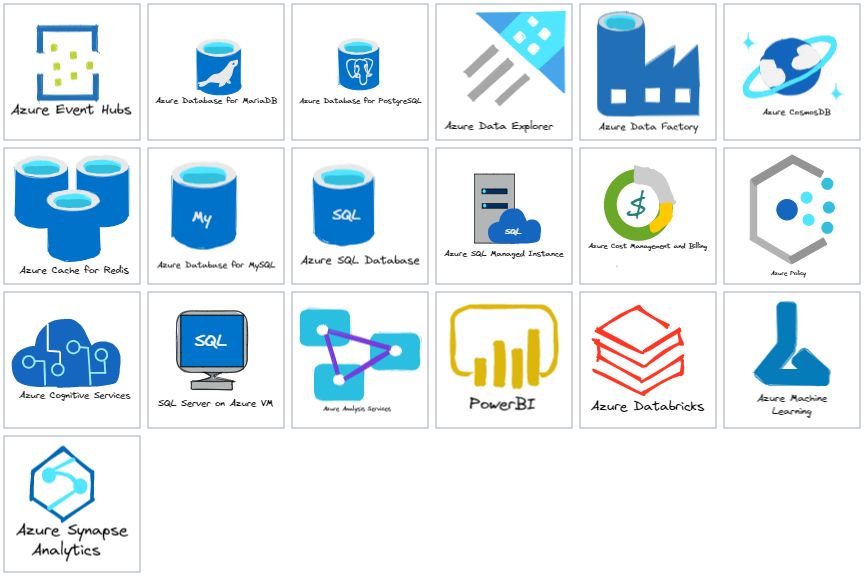 Azure Event Hubs
Azure Database for MariaDB
Azure Database for PostgreSQL
Azure Data Explorer
Azure Data Factory
Azure CosmosDB
Azure Cache for Redis
My
Azure Database for MySQL
SQL
Azure SQL Database
SQL
Azure SQL Managed Instance
$
Azure Cost Management and Billing
Azure Policy
Azure Cognitive Services
SQL
SQL Server on Azure VM
Azure Analysis Services
PowerBI
Azure Databricks
Azure Machine
Learning
Azure Synapse
Analytics